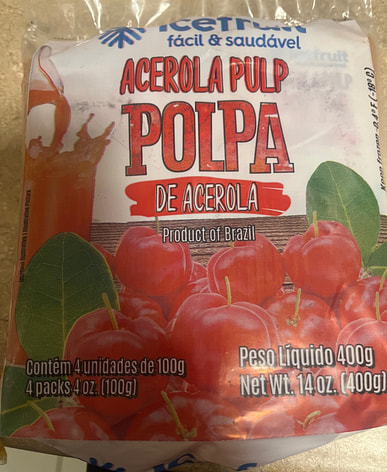 icefruit
fácil & saudável
ACEROLA PULP
POLPA
DE ACEROLA
Product of Brazil
Contém 4 unidades de 100g
4 packs 4 oz. (100g)
Peso Líquido 400g
Net Wt. 14 oz. (400g)